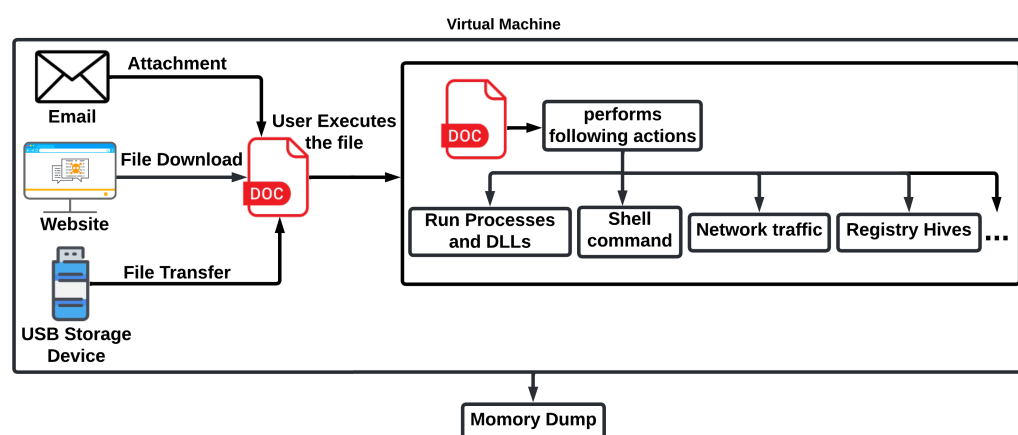 Virtual Machine
Attachment
Email
User Executes
the file
File Download
DOC
Website
File Transfer
USB Storage
Device
DOC
performs
following actions
Run Processes
and DLLs
Shell
command
Network traffic
Registry Hives
...
Momory Dump